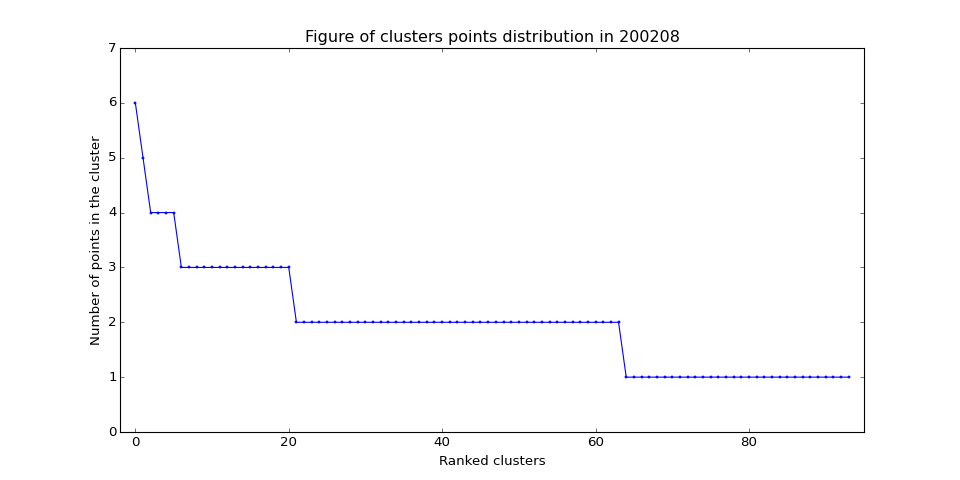 Figure of clusters points distribution in 200208
Number of points in the cluster
7
6
5
4
3
2
1
0
0 20 40 60 80
Ranked clusters